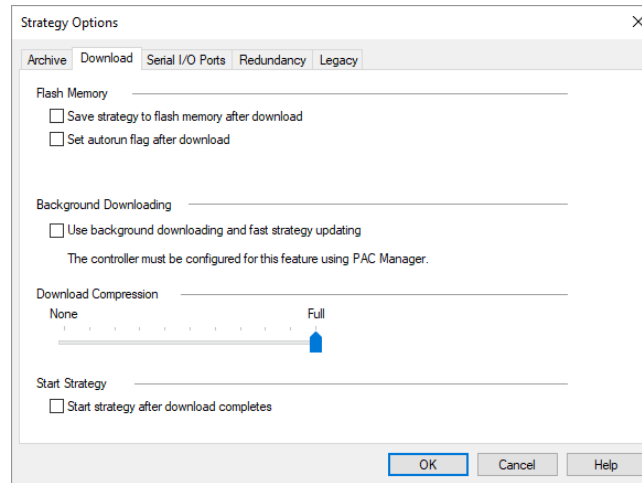 Strategy Options
Archive Download Serial I/O Ports Redundancy Legacy
Flash Memory
Save strategy to flash memory after download
Set autorun flag after download
Background Downloading
Use background downloading and fast strategy updating
The controller must be configured for this feature using PAC Manager.
Download Compression
None Full
Start Strategy
Start strategy after download completes
OK Cancel Help